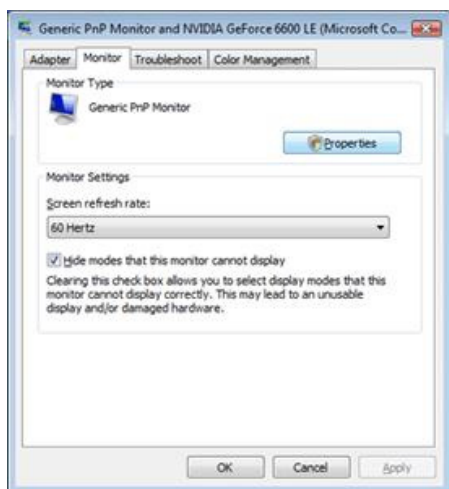 Generic PnP Monitor and NVIDIA GeForce 6600 LE (Microsoft Co...
Adapter Monitor Troubleshoot Color Management
Monitor Type
Generic PnP Monitor
Properties
Monitor Settings
Screen refresh rate:
60 Hertz
Hide modes that this monitor cannot display
Clearing this check box allows you to select display modes that this
monitor cannot display correctly. This may lead to an unusable
display and/or damaged hardware.
OK Cancel Apply